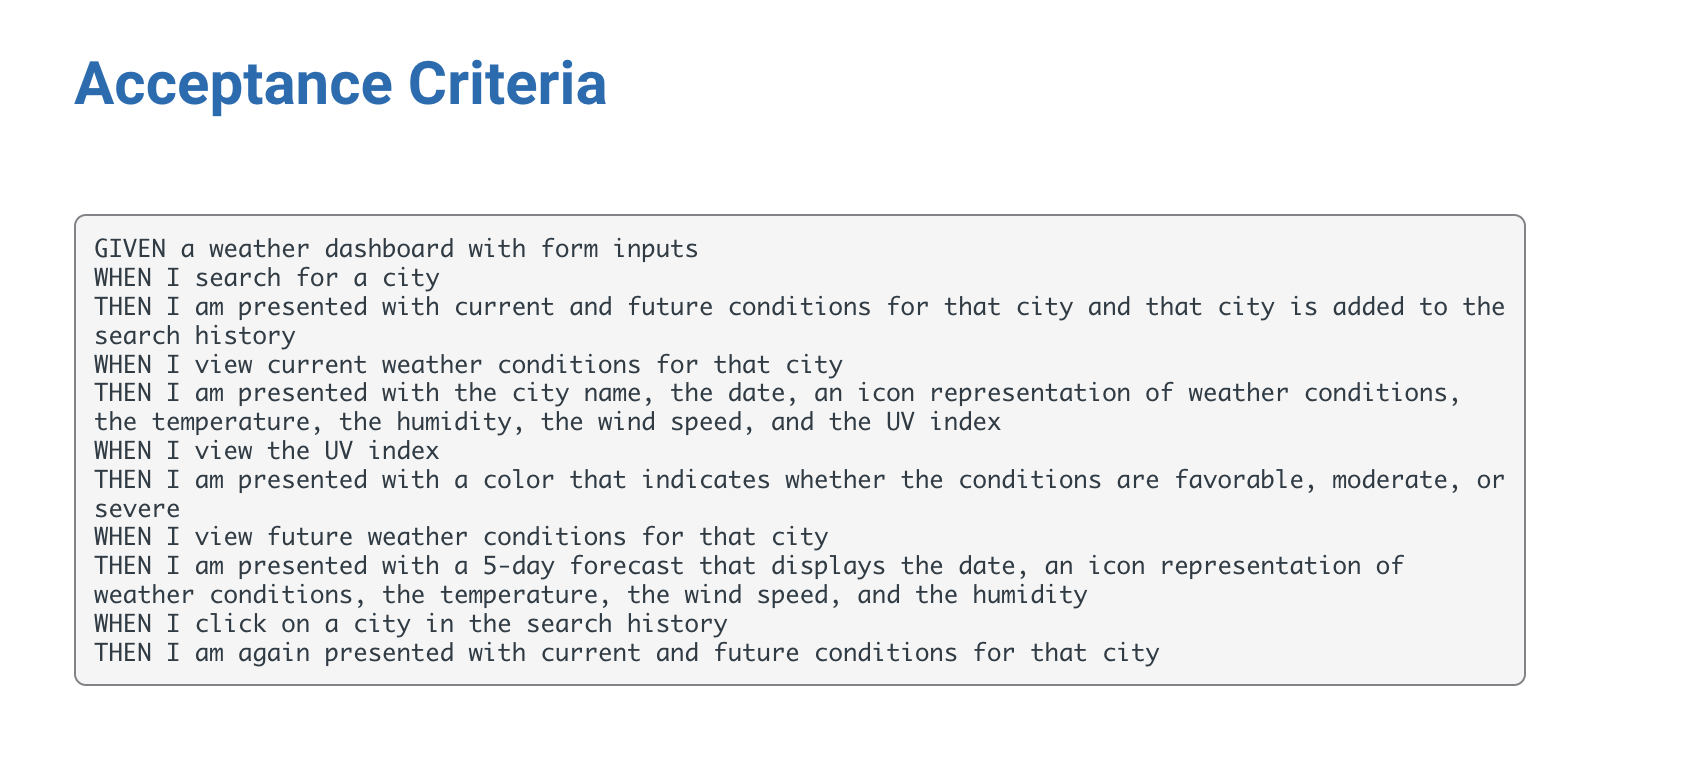 Acceptance Criteria
GIVEN a weather dashboard with form inputs
WHEN I search for a city
THEN I am presented with current and future conditions for that city and that city is added to the
search history
WHEN I view current weather conditions for that city
THEN I am presented with the city name, the date, an icon representation of weather conditions,
the temperature, the humidity, the wind speed, and the UV index
WHEN I view the UV index
THEN I am presented with a color that indicates whether the conditions are favorable, moderate, or
severe
WHEN I view future weather conditions for that city
THEN I am presented with a 5-day forecast that displays the date, an icon representation of
weather conditions, the temperature, the wind speed, and the humidity
WHEN I click on a city in the search history
THEN I am again presented with current and future conditions for that city